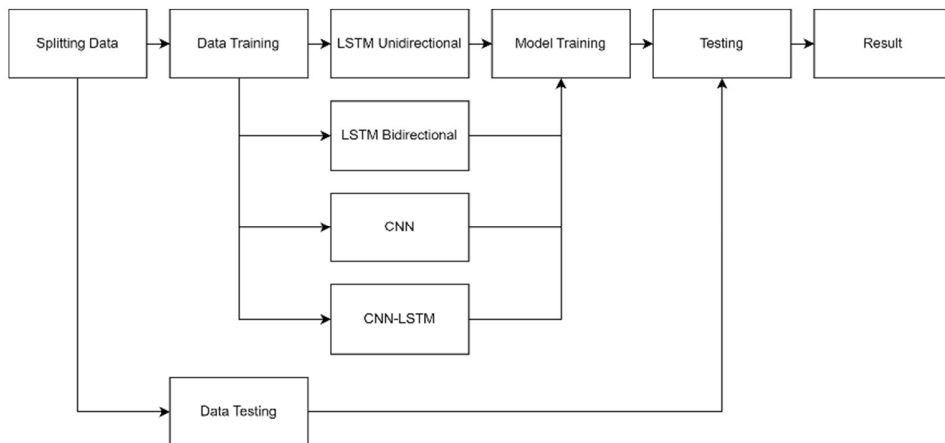 Splitting Data
Data Training
LSTM Unidirectional
Model Training
Testing
Result
LSTM Bidirectional
CNN
CNN-LSTM
Data Testing